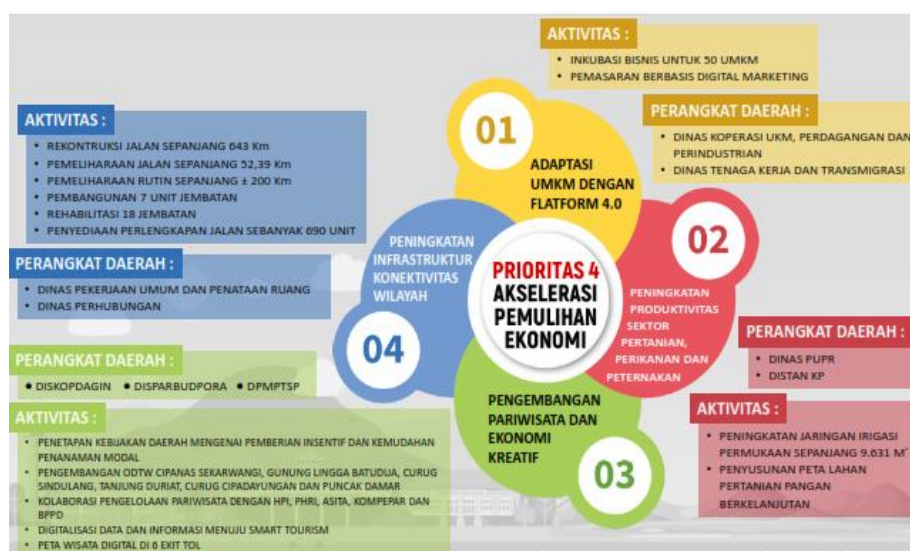 AKTIVITAS :
• INKUBASI BISNIS UNTUK 50 UMKM
• PEMASARAN BERBASIS DIGITAL MARKETING
PERANGKAT DAERAH :
• DINAS KOPERASI UKM, PERDAGANGAN DAN
PERINDUSTRIAN
• DINAS TENAGA KERJA DAN TRANSMIGRASI
01
ADAPTASI
UMKM DENGAN
FLATFORM 4.0
AKTIVITAS :
• REKONTRUKSI JALAN SEPANJANG 643 Km
• PEMELIHARAAN JALAN SEPANJANG 52,39 Km
• PEMELIHARAAN RUTIN SEPANJANG ± 200 Km
• PEMBANGUNAN 7 UNIT JEMBATAN
• REHABILITASI 18 JEMBATAN
• PENYEDIAAN PERLENGKAPAN JALAN SEBANYAK 690 UNIT
PERANGKAT DAERAH :
• DINAS PEKERJAAN UMUM DAN PENATAAN RUANG
• DINAS PERHUBUNGAN
PENINGKATAN
INFRASTRUKTUR
KONEKTIVITAS
WILAYAH
04
PRIORITAS 4
AKSELERASI
PEMULIHAN
EKONOMI
02
PENINGKATAN
PRODUKTIVITAS
SEKTOR
PERTANIAN,
PERIKANAN DAN
PETERNAKAN
PERANGKAT DAERAH :
• DINAS PUPR
• DISTAN KP
AKTIVITAS :
• PENINGKATAN JARINGAN IRIGASI
PERMUKAAN SEPANJANG 9.631 M'
• PENYUSUNAN PETA LAHAN
PERTANIAN PANGAN
BERKELANJUTAN
PENGEMBANGAN
PARIWISATA DAN
EKONOMI
KREATIF
03
PERANGKAT DAERAH :
• DISKOPDAGIN • DISPARBUDPORA • DPMPTSP
AKTIVITAS :
• PENETAPAN KEBIJAKAN DAERAH MENGENAI PEMBERIAN INSENTIF DAN KEMUDAHAN
PENANAMAN MODAL
• PENGEMBANGAN ODTW CIPANAS SEKARWANGI, GUNUNG LINGGA BATUDUA, CURUG
SINDULANG, TANJUNG DURIAT, CURUG CIPADAYUNGAN DAN PUNCAK DAMAR
• KOLABORASI PENGELOLAAN PARIWISATA DENGAN HPI, PHRI, ASITA, KOMPEPAR DAN
BPPD
• DIGITALISASI DATA DAN INFORMASI MENUJU SMART TOURISM
• PETA WISATA DIGITAL DI 6 EXIT TOL